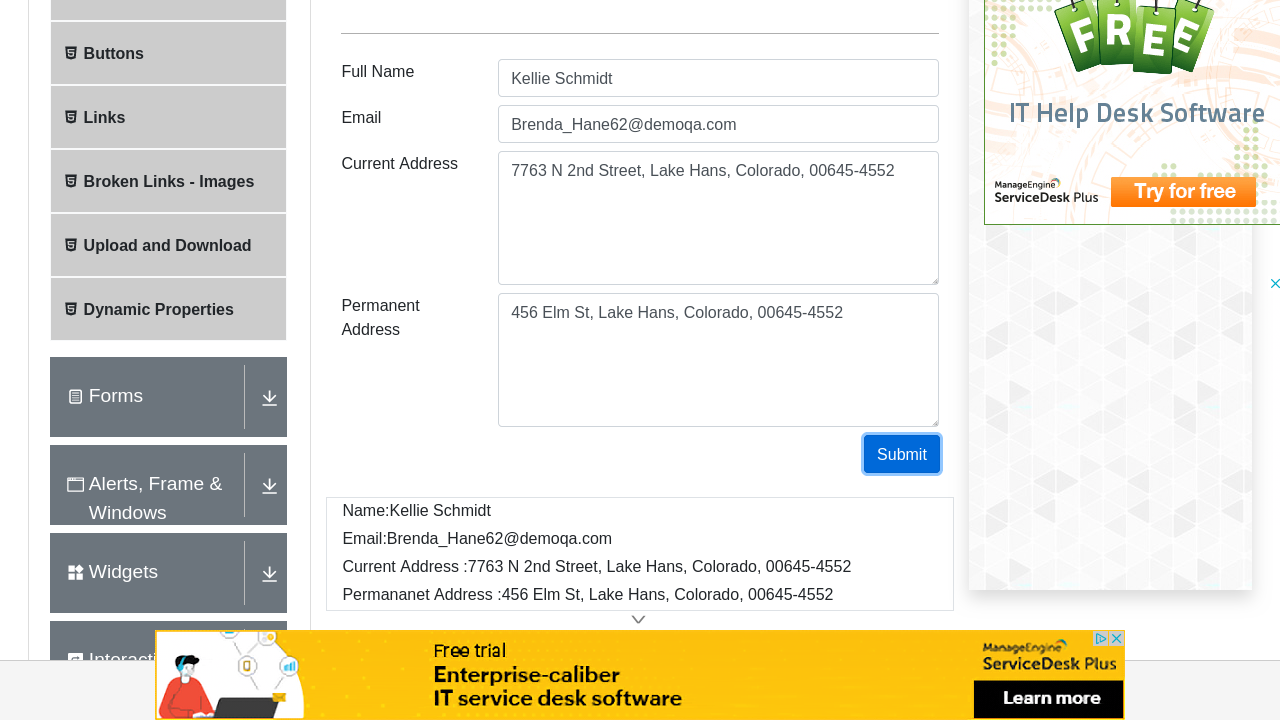 Buttons
Links
Broken Links - Images
Upload and Download
Dynamic Properties
Forms
Alerts, Frame &
Windows
Widgets
Full Name
Kellie Schmidt
Email
Brenda_Hane62@demoqa.com
Current Address
7763 N 2nd Street, Lake Hans, Colorado, 00645-4552
Permanent
Address
456 Elm St, Lake Hans, Colorado, 00645-4552
Submit
Name:Kellie Schmidt
Email:Brenda_Hane62@demoqa.com
Current Address :7763 N 2nd Street, Lake Hans, Colorado, 00645-4552
Permananet Address :456 Elm St, Lake Hans, Colorado, 00645-4552
FREE
IT Help Desk Software
ManageEngine
ServiceDesk Plus
Try for free
Free trial
Enterprise-caliber
IT service desk software
ManageEngine
ServiceDesk Plus
Learn more